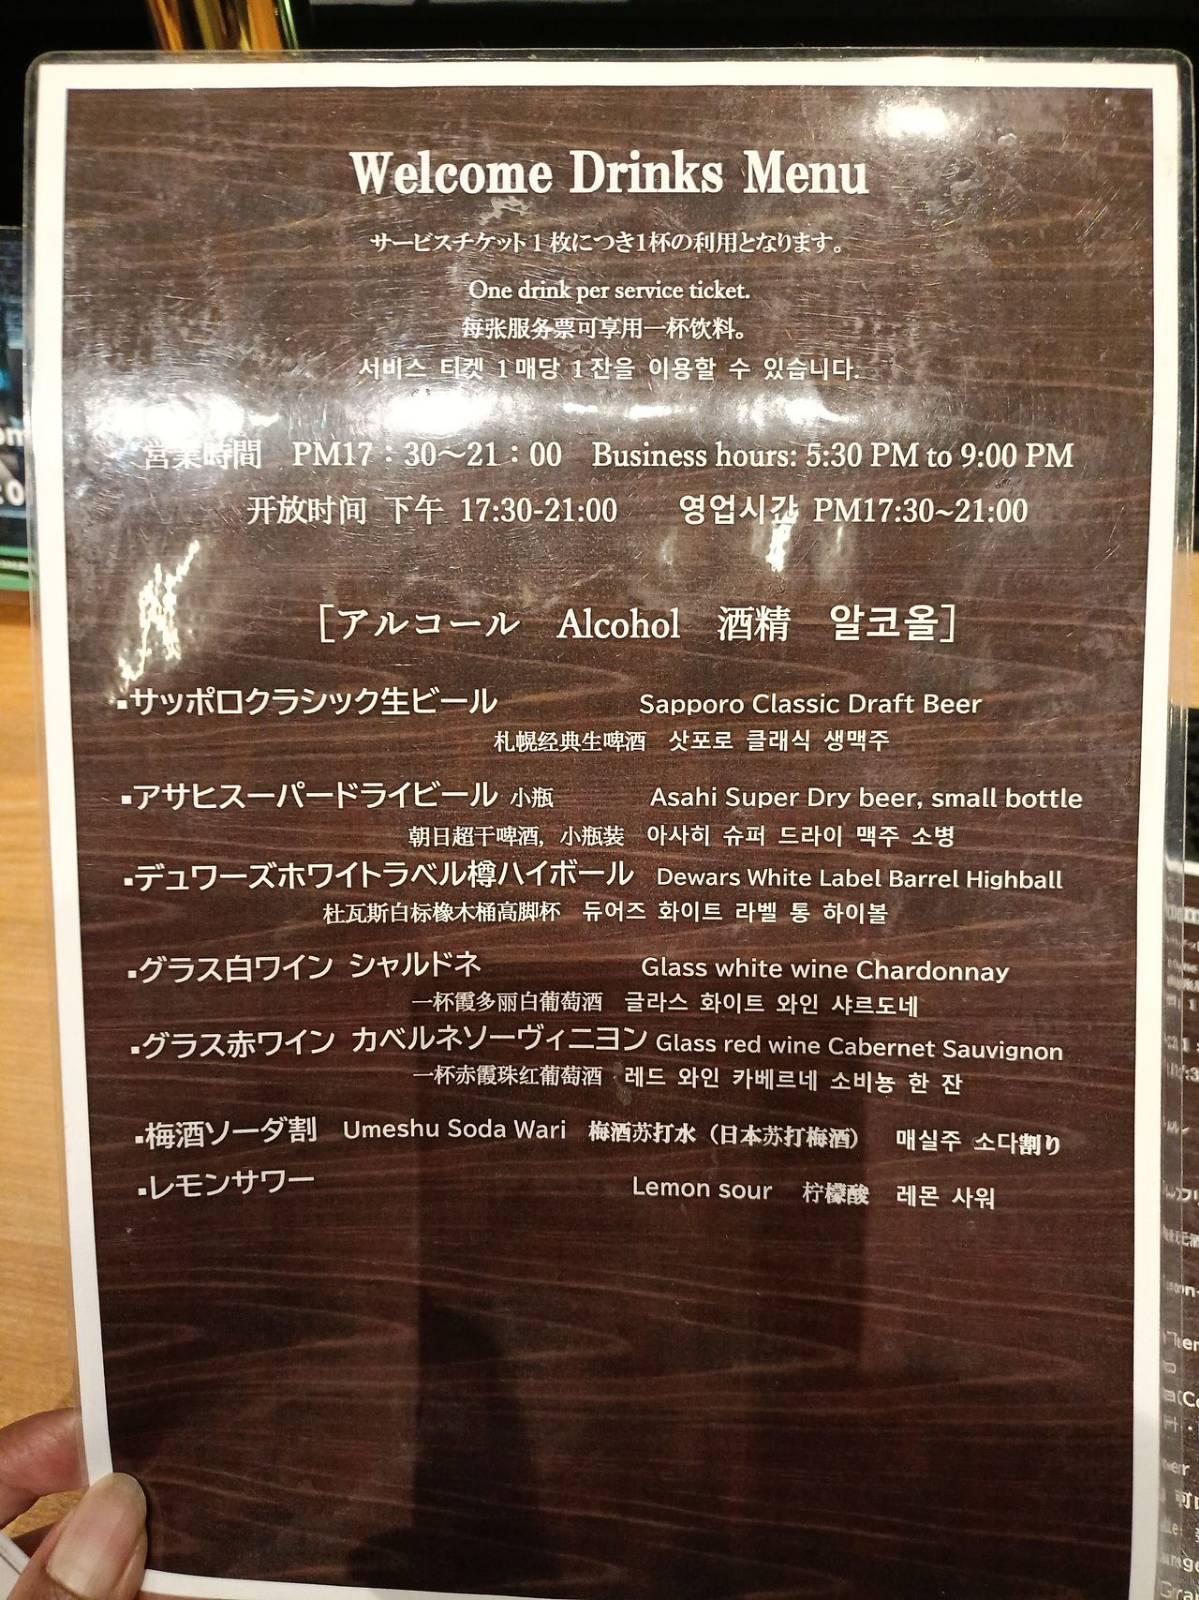 Welcome Drinks Menu
サービスチケット1枚につき1杯の利用となります。
One drink per service ticket.
每张服务票可享用一杯饮料。
서비스 티켓 1매당 1잔을 이용할 수 있습니다.
営業時間 PM17：30～21：00 Business hours: 5:30 PM to 9:00 PM
开放时间 下午 17:30-21:00 영업시간 PM17:30~21:00
[アルコール Alcohol 酒精 알코올]
▪サッポロクラシック生ビール Sapporo Classic Draft Beer
札幌经典生啤酒 삿포로 클래식 생맥주
▪アサヒスーパードライビール 小瓶 Asahi Super Dry beer, small bottle
朝日超干啤酒，小瓶装 아사히 슈퍼 드라이 맥주 소병
▪デュワーズホワイトラベル樽ハイボール Dewars White Label Barrel Highball
杜瓦斯白标橡木桶高脚杯 듀어즈 화이트 라벨 통 하이볼
▪グラス白ワイン シャルドネ Glass white wine Chardonnay
一杯霞多丽白葡萄酒 글라스 화이트 와인 샤르도네
▪グラス赤ワイン カベルネソーヴィニヨン Glass red wine Cabernet Sauvignon
一杯赤霞珠红葡萄酒 레드 와인 카베르네 소비뇽 한 잔
▪梅酒ソーダ割 Umeshu Soda Wari 梅酒苏打水（日本苏打梅酒） 매실주 소다割り
▪レモンサワー Lemon sour 柠檬酸 레몬 사워